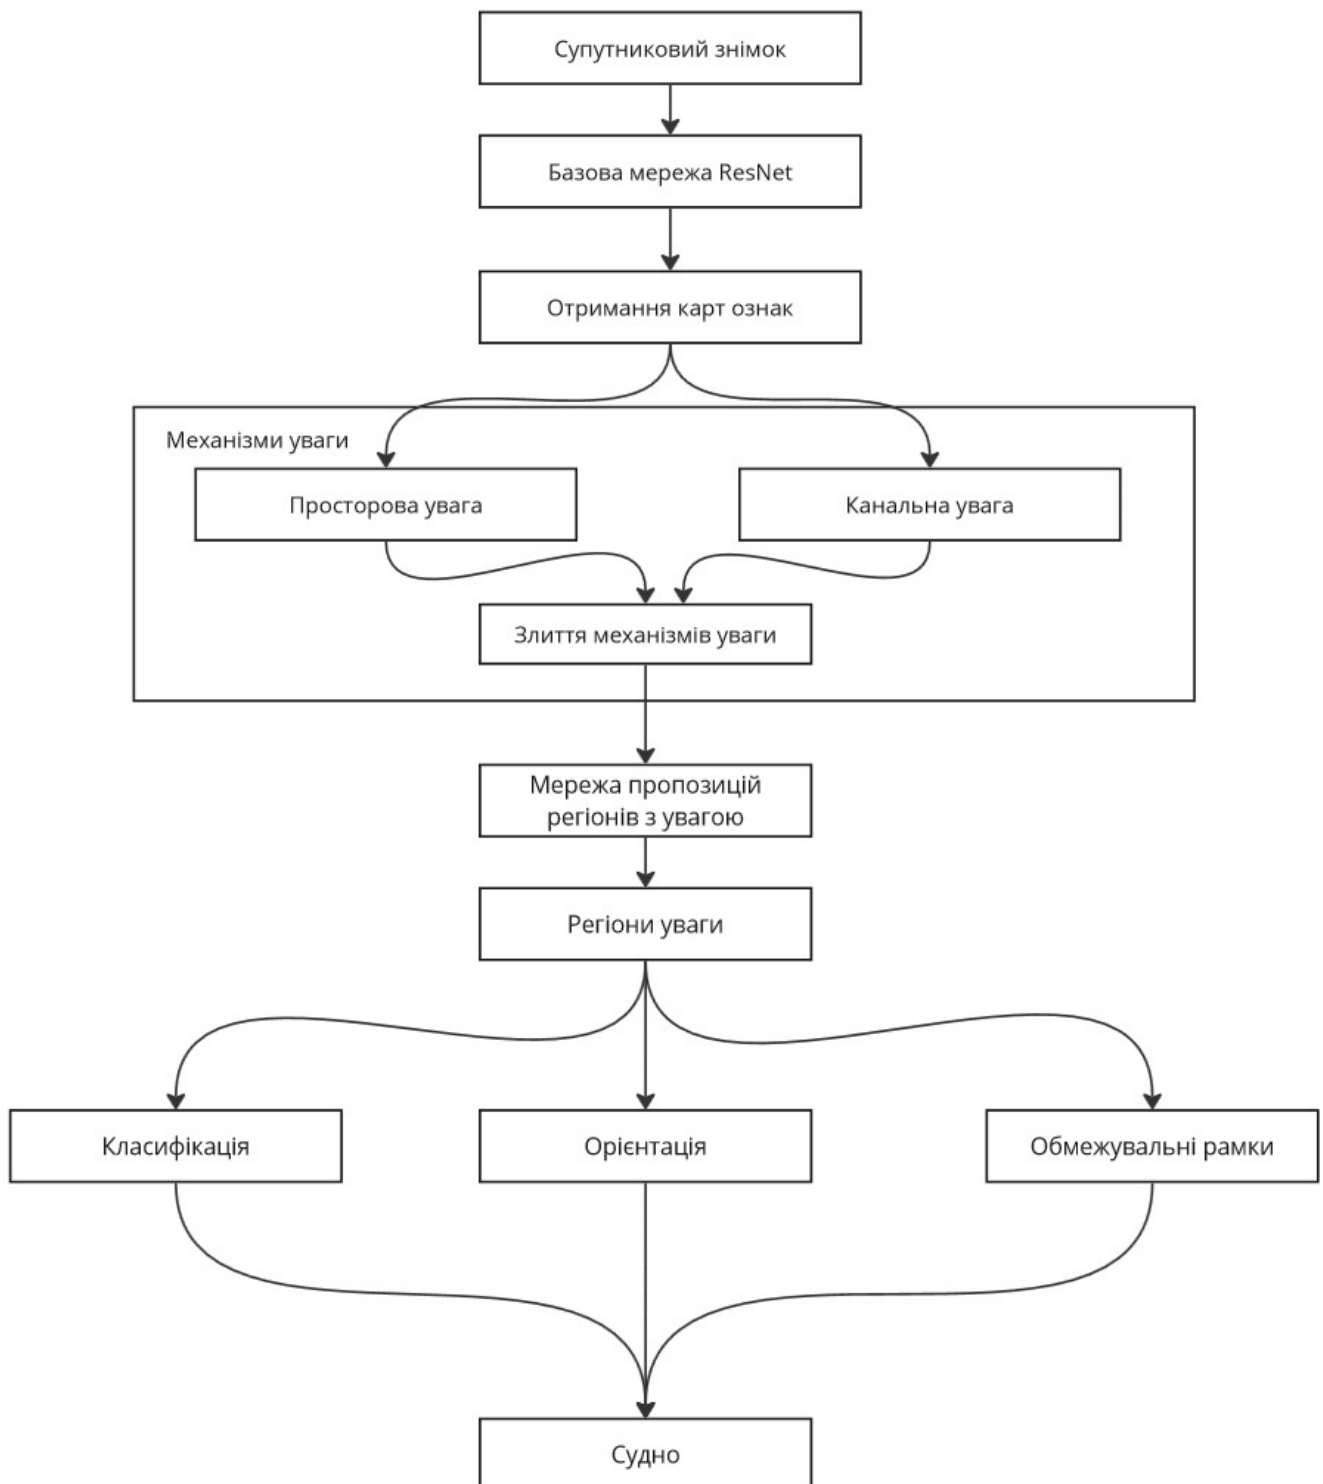 Супутниковий знімок
Базова мережа ResNet
Отримання карт ознак
Механізми уваги
Просторова увага
Канальна увага
Злиття механізмів уваги
Мережа пропозицій
регіонів з увагою
Регіони уваги
Класифікація
Орієнтація
Обмежувальні рамки
Судно